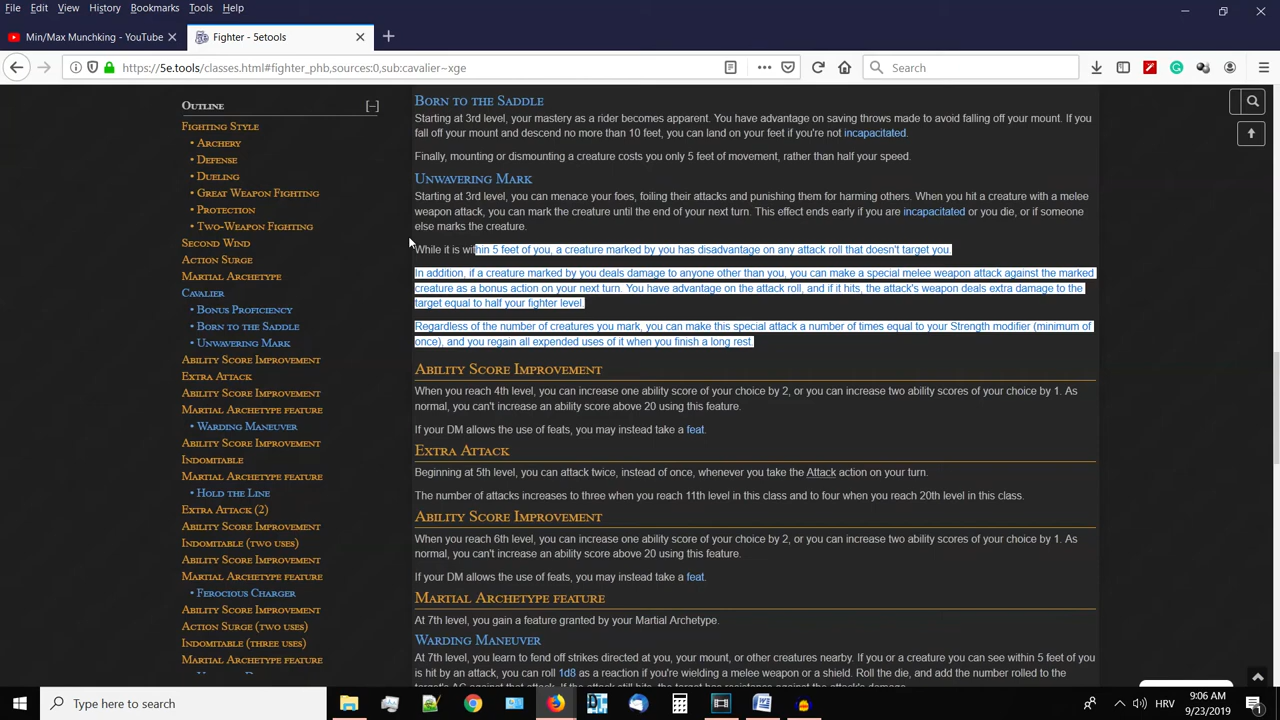 File Edit View History Bookmarks Tools Help
Min/Max Munchking - YouTube
Fighter - 5etools
https://5e.tools/classes.html#fighter_phb,sources:0,sub:cavalier~xge
Search
Outline [–]
Fighting Style
• Archery
• Defense
• Dueling
• Great Weapon Fighting
• Protection
• Two-Weapon Fighting
Second Wind
Action Surge
Martial Archetype
Cavalier
• Bonus Proficiency
• Born to the Saddle
• Unwavering Mark
Ability Score Improvement
Extra Attack
Ability Score Improvement
Martial Archetype feature
• Warding Maneuver
Ability Score Improvement
Indomitable
Martial Archetype feature
• Hold the Line
Extra Attack (2)
Ability Score Improvement
Indomitable (two uses)
Ability Score Improvement
Martial Archetype feature
• Ferocious Charger
Ability Score Improvement
Action Surge (two uses)
Indomitable (three uses)
Martial Archetype feature
Born to the Saddle
Starting at 3rd level, your mastery as a rider becomes apparent. You have advantage on saving throws made to avoid falling off your mount. If you
fall off your mount and descend no more than 10 feet, you can land on your feet if you're not incapacitated.
Finally, mounting or dismounting a creature costs you only 5 feet of movement, rather than half your speed.
Unwavering Mark
Starting at 3rd level, you can menace your foes, foiling their attacks and punishing them for harming others. When you hit a creature with a melee
weapon attack, you can mark the creature until the end of your next turn. This effect ends early if you are incapacitated or you die, or if someone
else marks the creature.
While it is within 5 feet of you, a creature marked by you has disadvantage on any attack roll that doesn't target you.
In addition, if a creature marked by you deals damage to anyone other than you, you can make a special melee weapon attack against the marked
creature as a bonus action on your next turn. You have advantage on the attack roll, and if it hits, the attack's weapon deals extra damage to the
target equal to half your fighter level.
Regardless of the number of creatures you mark, you can make this special attack a number of times equal to your Strength modifier (minimum of
once), and you regain all expended uses of it when you finish a long rest.
Ability Score Improvement
When you reach 4th level, you can increase one ability score of your choice by 2, or you can increase two ability scores of your choice by 1. As
normal, you can't increase an ability score above 20 using this feature.
If your DM allows the use of feats, you may instead take a feat.
Extra Attack
Beginning at 5th level, you can attack twice, instead of once, whenever you take the Attack action on your turn.
The number of attacks increases to three when you reach 11th level in this class and to four when you reach 20th level in this class.
Ability Score Improvement
When you reach 6th level, you can increase one ability score of your choice by 2, or you can increase two ability scores of your choice by 1. As
normal, you can't increase an ability score above 20 using this feature.
If your DM allows the use of feats, you may instead take a feat.
Martial Archetype feature
At 7th level, you gain a feature granted by your Martial Archetype.
Warding Maneuver
At 7th level, you learn to fend off strikes directed at you, your mount, or other creatures nearby. If you or a creature you can see within 5 feet of you
is hit by an attack, you can roll 1d8 as a reaction if you're wielding a melee weapon or a shield. Roll the die, and add the number rolled to the
target's AC against that attack. If the attack still hits, the target has resistance against the attack's damage.
Type here to search
HRV
9:06 AM
9/23/2019
1